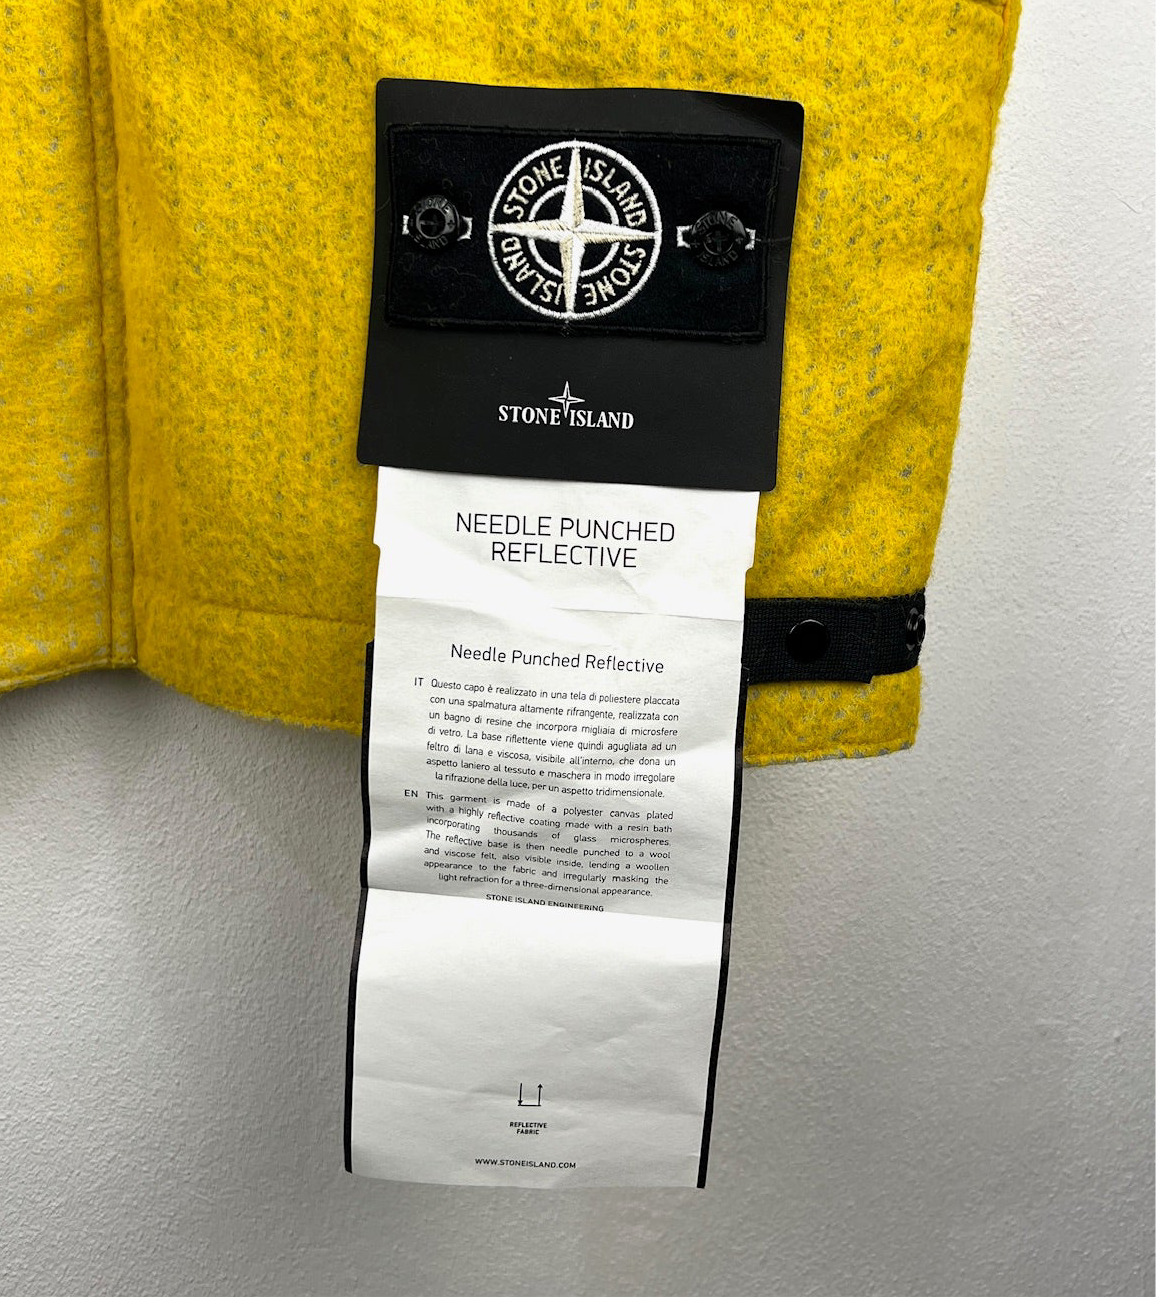 STONE ISLAND
STONE ISLAND
STONE ISLAND
STONE ISLAND
STONE ISLAND
NEEDLE PUNCHED
REFLECTIVE
Needle Punched Reflective
IT Questo capo è realizzato in una tela di poliestere placcata
con una spalmatura altamente rifrangente, realizzata con
un bagno di resine che incorpora migliaia di microsfere
di vetro. La base riflettente viene quindi agugliata ad un
feltro di lana e viscosa, visibile all'interno, che dona un
aspetto laniero al tessuto e maschera in modo irregolare
la rifrazione della luce, per un aspetto tridimensionale.
EN This garment is made of a polyester canvas plated
with a highly reflective coating made with a resin bath
incorporating thousands of glass microspheres.
The reflective base is then needle punched to a wool
and viscose felt, also visible inside, lending a woollen
appearance to the fabric and irregularly masking the
light refraction for a three-dimensional appearance.
STONE ISLAND ENGINEERING
REFLECTIVE
FABRIC
WWW.STONEISLAND.COM